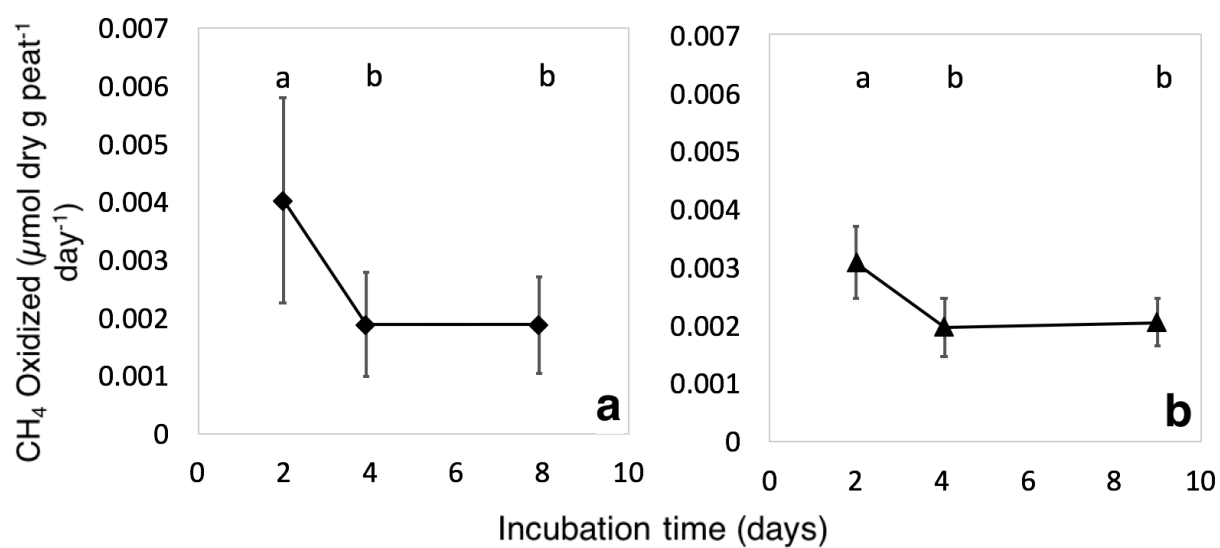 CH₄ Oxidized (µmol dry g peat⁻¹
day⁻¹)
0.007
0.006
0.005
0.004
0.003
0.002
0.001
0
a b b
a
0 2 4 6 8 10
0.007
0.006
0.005
0.004
0.003
0.002
0.001
0
a b b
b
0 2 4 6 8 10
Incubation time (days)